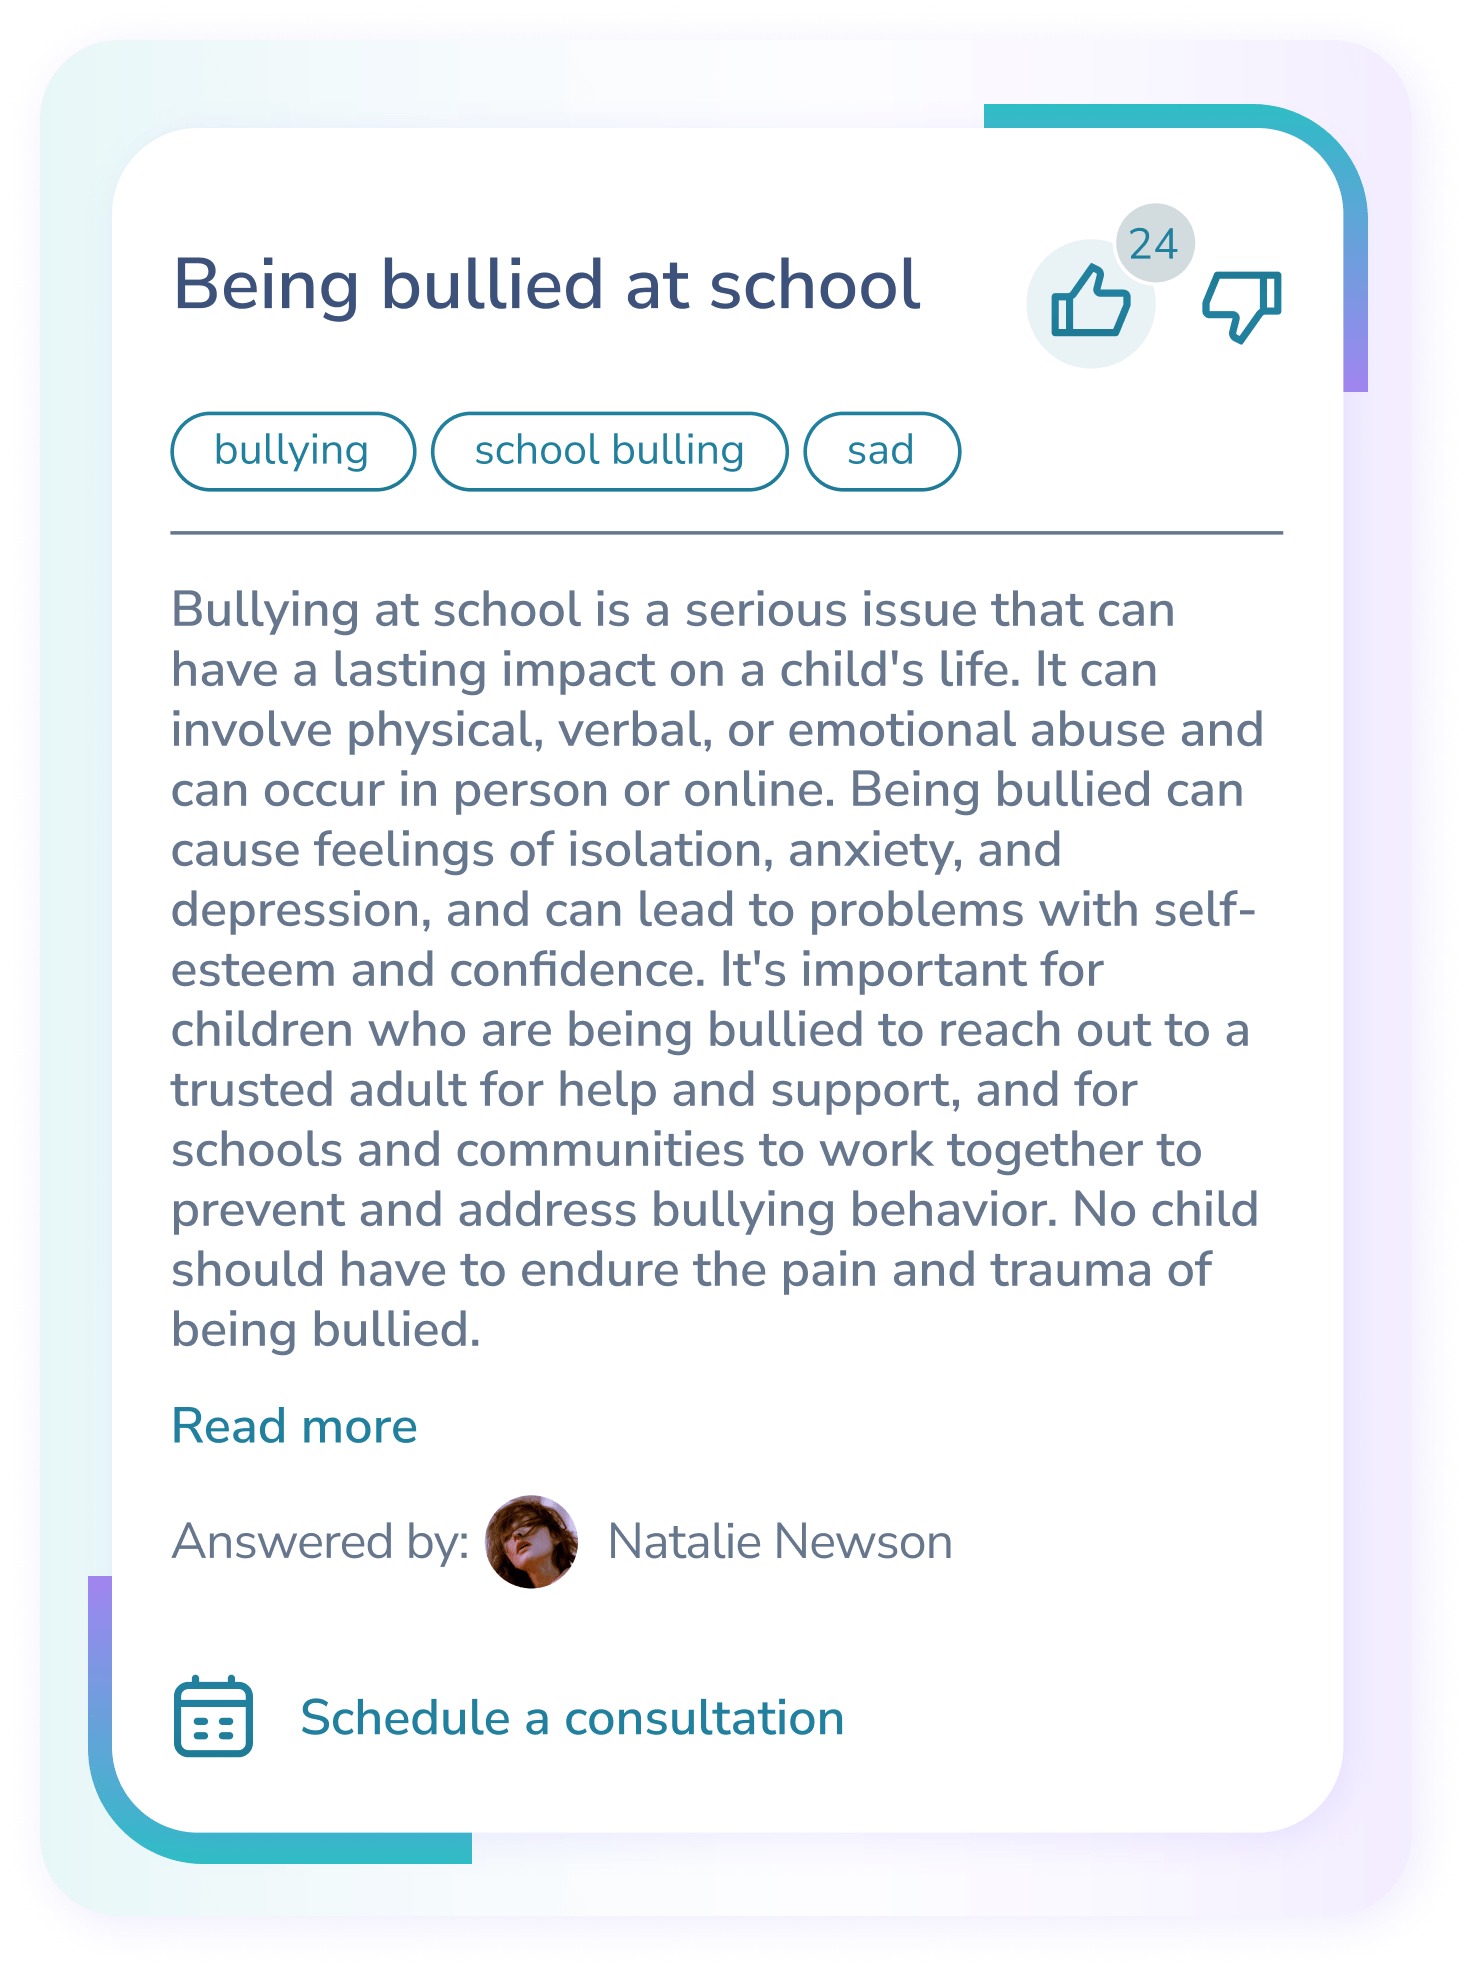 Being bullied at school
24
bullying
school bulling
sad
Bullying at school is a serious issue that can
have a lasting impact on a child's life. It can
involve physical, verbal, or emotional abuse and
can occur in person or online. Being bullied can
cause feelings of isolation, anxiety, and
depression, and can lead to problems with self-
esteem and confidence. It's important for
children who are being bullied to reach out to a
trusted adult for help and support, and for
schools and communities to work together to
prevent and address bullying behavior. No child
should have to endure the pain and trauma of
being bullied.
Read more
Answered by: Natalie Newson
Schedule a consultation